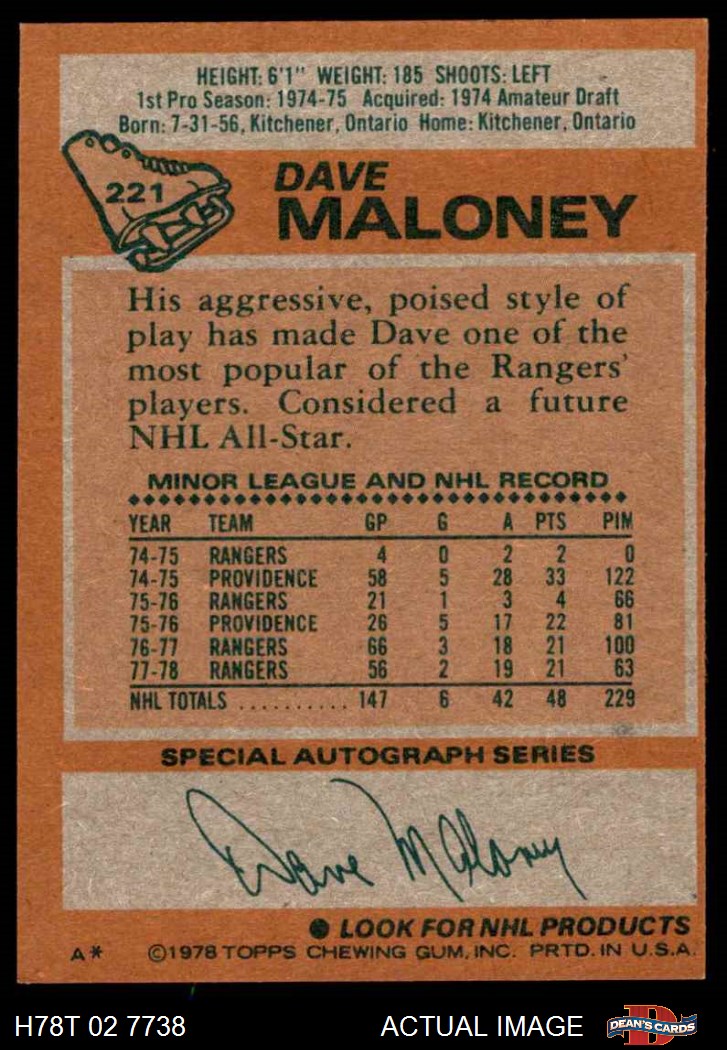 HEIGHT: 6'1" WEIGHT: 185 SHOOTS: LEFT
1st Pro Season: 1974-75 Acquired: 1974 Amateur Draft
Born: 7-31-56, Kitchener, Ontario Home: Kitchener, Ontario
221
DAVE
MALONEY
His aggressive, poised style of
play has made Dave one of the
most popular of the Rangers'
players. Considered a future
NHL All-Star.
MINOR LEAGUE AND NHL RECORD
YEAR TEAM GP G A PTS PIM
74-75 RANGERS 4 0 2 2 0
74-75 PROVIDENCE 58 5 28 33 122
75-76 RANGERS 21 1 3 4 66
75-76 PROVIDENCE 26 5 17 22 81
76-77 RANGERS 66 3 18 21 100
77-78 RANGERS 56 2 19 21 63
NHL TOTALS .......... 147 6 42 48 229
SPECIAL AUTOGRAPH SERIES
Dave Maloney
● LOOK FOR NHL PRODUCTS
A* ©1978 TOPPS CHEWING GUM, INC. PRTD. IN U.S.A.
H78T 02 7738 ACTUAL IMAGE DEAN'S CARDS